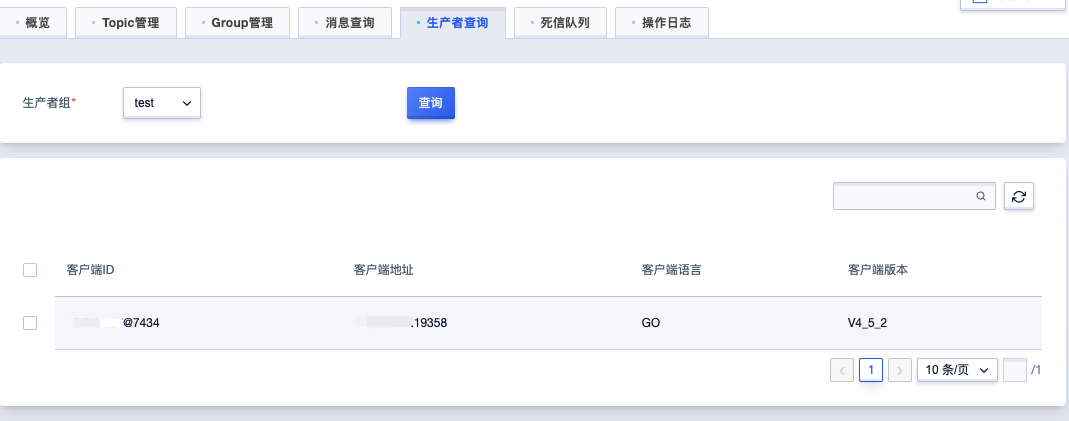 概览 Topic管理 Group管理 消息查询 生产者查询 死信队列 操作日志
生产者组* test 查询
客户端ID 客户端地址 客户端语言 客户端版本
@7434 .19358 GO V4_5_2
1 10 条/页 /1